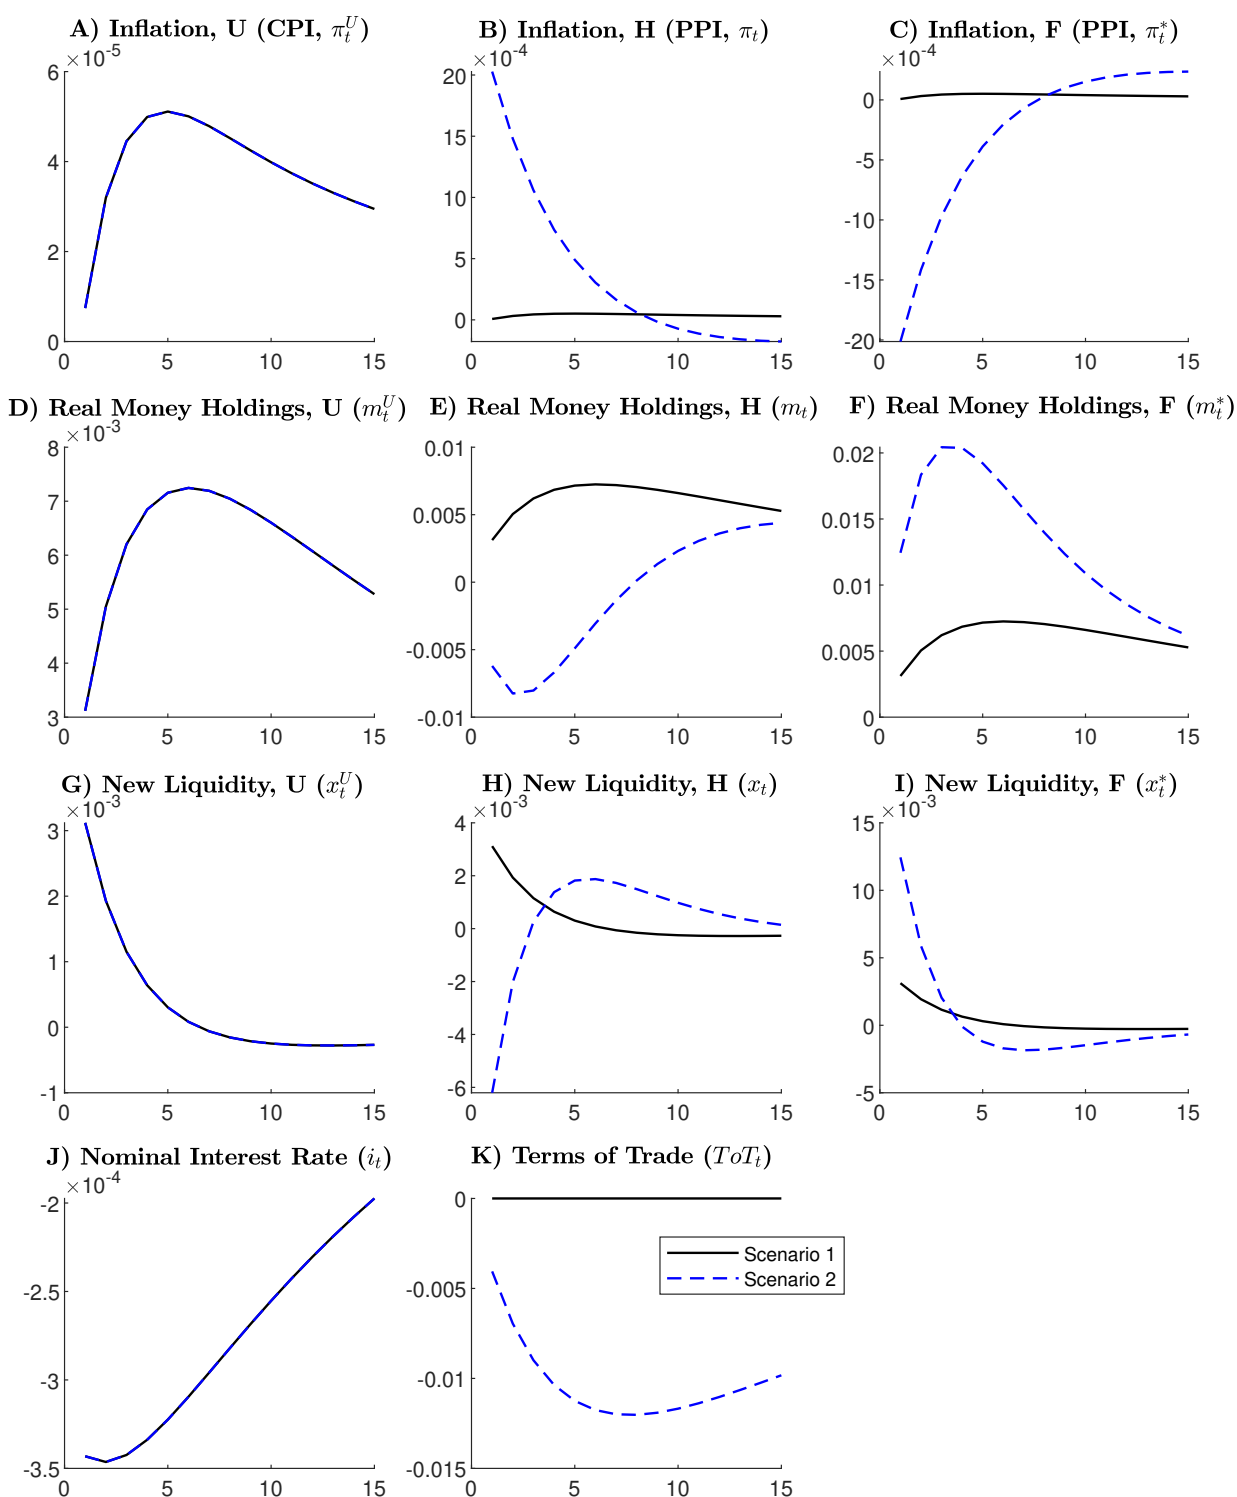 A) Inflation, U (CPI, π_t^U)
×10^-5
6
4
2
0
0 5 10 15
B) Inflation, H (PPI, π_t)
×10^-4
20
15
10
5
0
0 5 10 15
C) Inflation, F (PPI, π_t^*)
×10^-4
0
-5
-10
-15
-20
0 5 10 15
D) Real Money Holdings, U (m_t^U)
×10^-3
8
7
6
5
4
3
0 5 10 15
E) Real Money Holdings, H (m_t)
0.01
0.005
0
-0.005
-0.01
0 5 10 15
F) Real Money Holdings, F (m_t^*)
0.02
0.015
0.01
0.005
0
0 5 10 15
G) New Liquidity, U (x_t^U)
×10^-3
3
2
1
0
-1
0 5 10 15
H) New Liquidity, H (x_t)
×10^-3
4
2
0
-2
-4
-6
0 5 10 15
I) New Liquidity, F (x_t^*)
×10^-3
15
10
5
0
-5
0 5 10 15
J) Nominal Interest Rate (i_t)
×10^-4
-2
-2.5
-3
-3.5
0 5 10 15
K) Terms of Trade (ToT_t)
0
-0.005
-0.01
-0.015
0 5 10 15
Scenario 1
Scenario 2